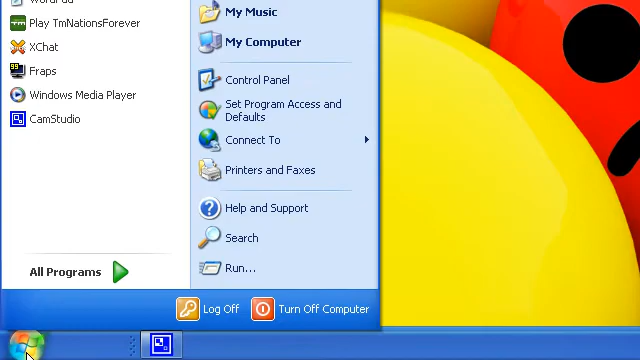 WordPad
My Music
Play TmNationsForever
My Computer
XChat
99
Fraps
Control Panel
Windows Media Player
Set Program Access and
Defaults
CamStudio
Connect To
Printers and Faxes
Help and Support
Search
All Programs
Run...
Log Off
Turn Off Computer